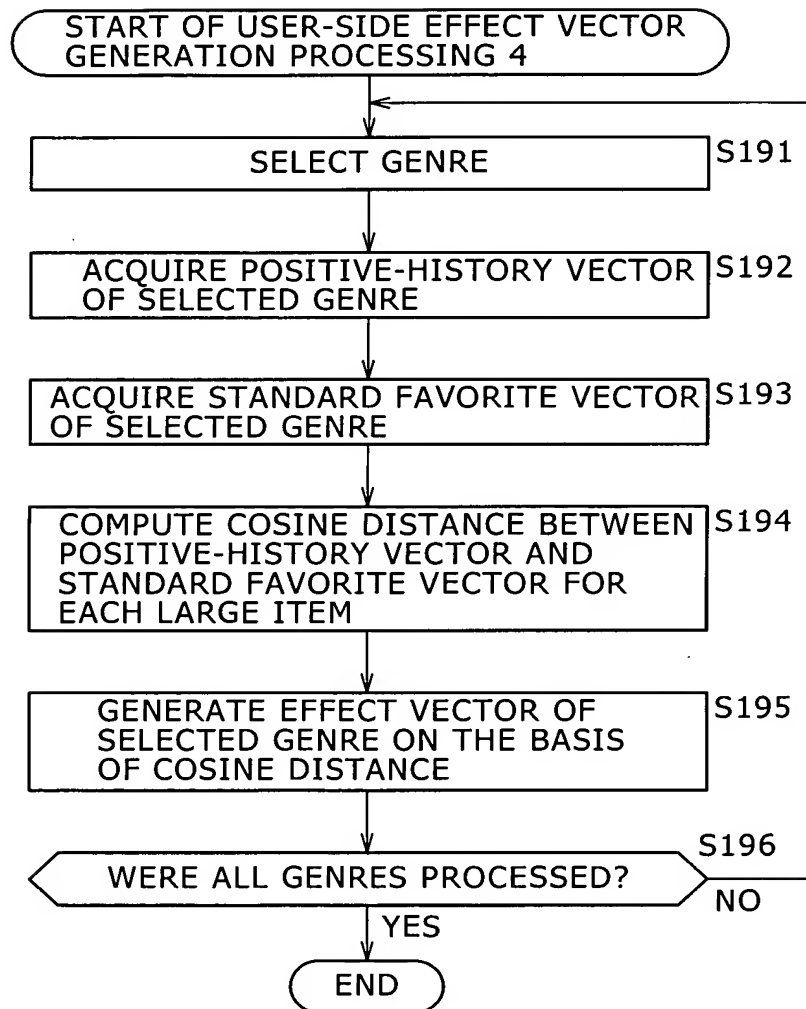 START OF USER-SIDE EFFECT VECTOR
GENERATION PROCESSING 4
SELECT GENRE
S191
ACQUIRE POSITIVE-HISTORY VECTOR
OF SELECTED GENRE
S192
ACQUIRE STANDARD FAVORITE VECTOR
OF SELECTED GENRE
S193
COMPUTE COSINE DISTANCE BETWEEN
POSITIVE-HISTORY VECTOR AND
STANDARD FAVORITE VECTOR FOR
EACH LARGE ITEM
S194
GENERATE EFFECT VECTOR OF
SELECTED GENRE ON THE BASIS
OF COSINE DISTANCE
S195
WERE ALL GENRES PROCESSED?
S196
NO
YES
END